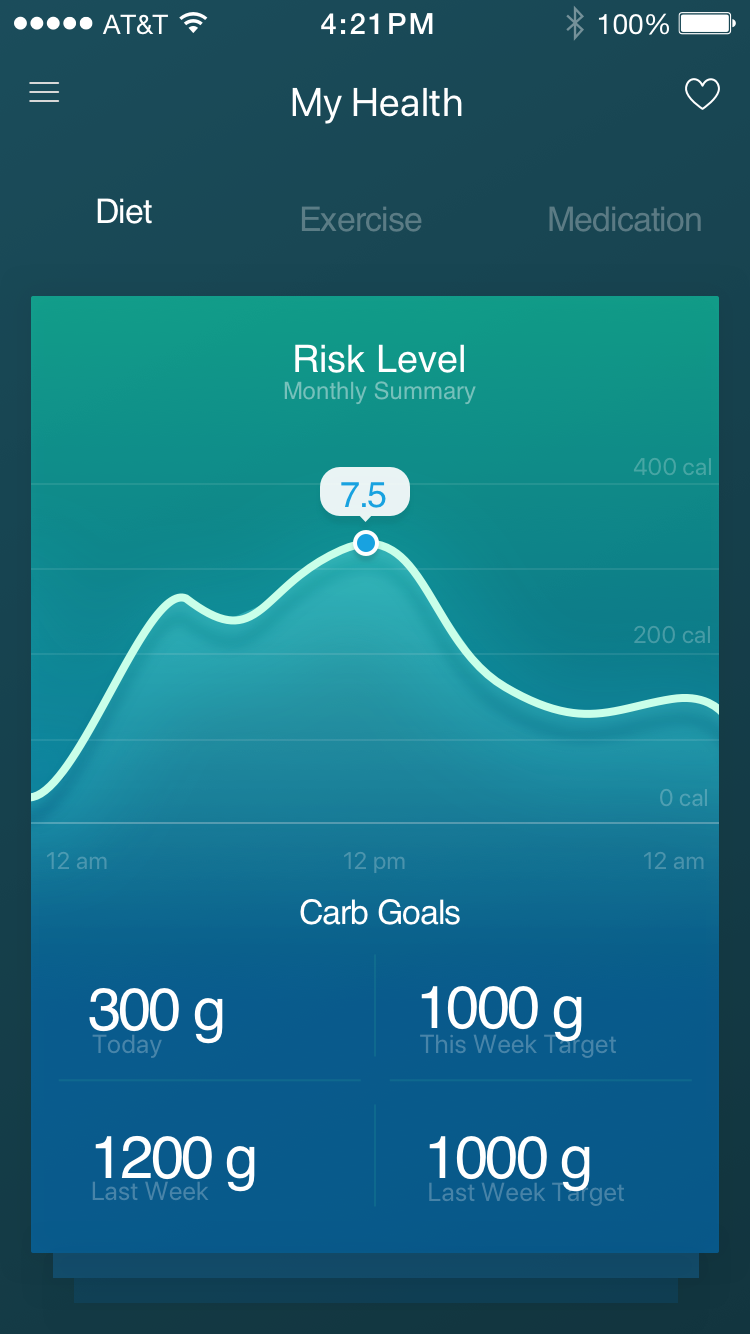 AT&T 4:21PM 100%
My Health
Diet Exercise Medication
Risk Level
Monthly Summary
400 cal
7.5
200 cal
0 cal
12 am 12 pm 12 am
Carb Goals
300 g 1000 g
Today This Week Target
1200 g 1000 g
Last Week Last Week Target